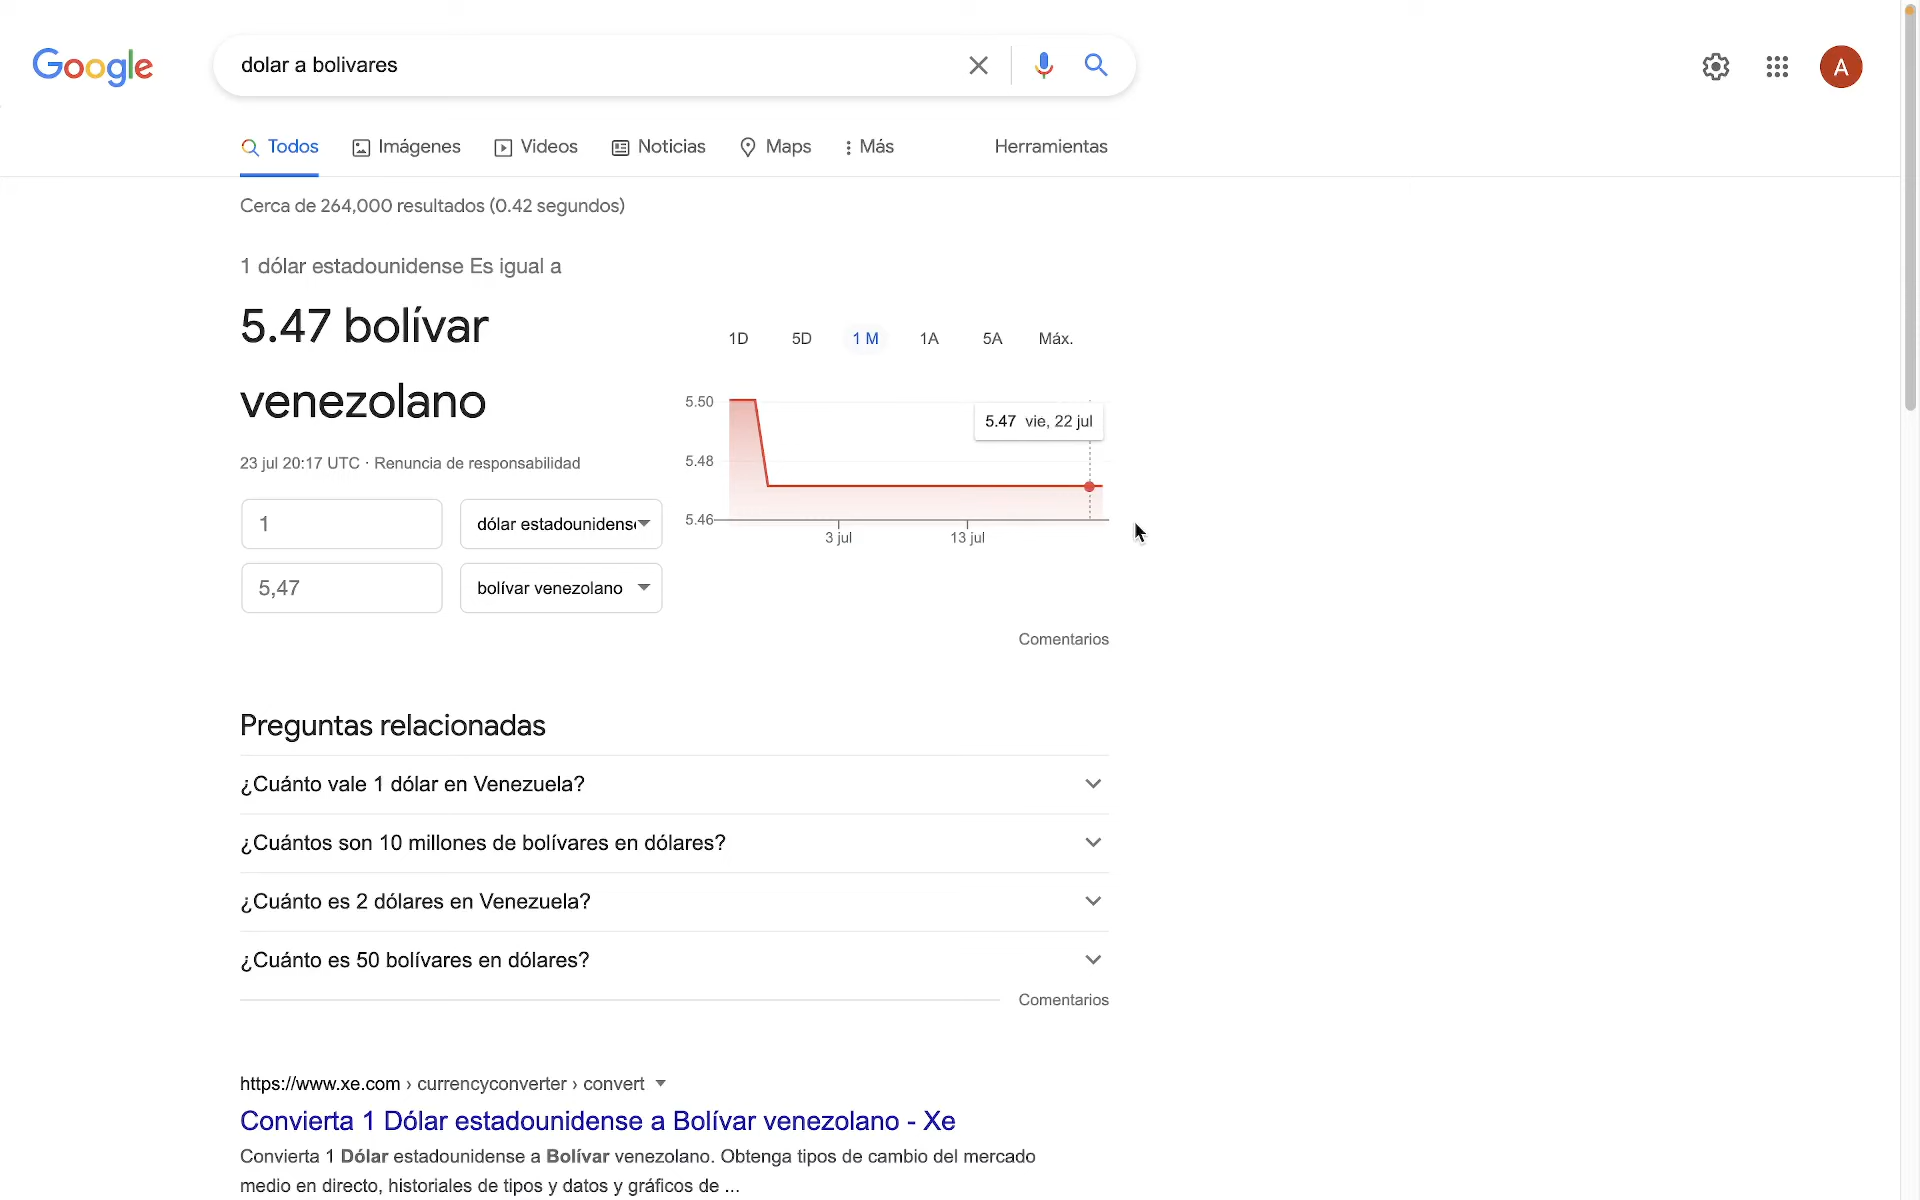 Google
dolar a bolivares
A
Todos
Imágenes
Videos
Noticias
Maps
Más
Herramientas
Cerca de 264,000 resultados (0.42 segundos)
1 dólar estadounidense Es igual a
5.47 bolívar
venezolano
23 jul 20:17 UTC · Renuncia de responsabilidad
1
dólar estadounidens
5,47
bolívar venezolano
1D 5D 1 M 1A 5A Máx.
5.50
5.47 vie, 22 jul
5.48
5.46
3 jul 13 jul
Comentarios
Preguntas relacionadas
¿Cuánto vale 1 dólar en Venezuela?
¿Cuántos son 10 millones de bolívares en dólares?
¿Cuánto es 2 dólares en Venezuela?
¿Cuánto es 50 bolívares en dólares?
Comentarios
https://www.xe.com › currencyconverter › convert
Convierta 1 Dólar estadounidense a Bolívar venezolano - Xe
Convierta 1 Dólar estadounidense a Bolívar venezolano. Obtenga tipos de cambio del mercado
medio en directo, historiales de tipos y datos y gráficos de ...